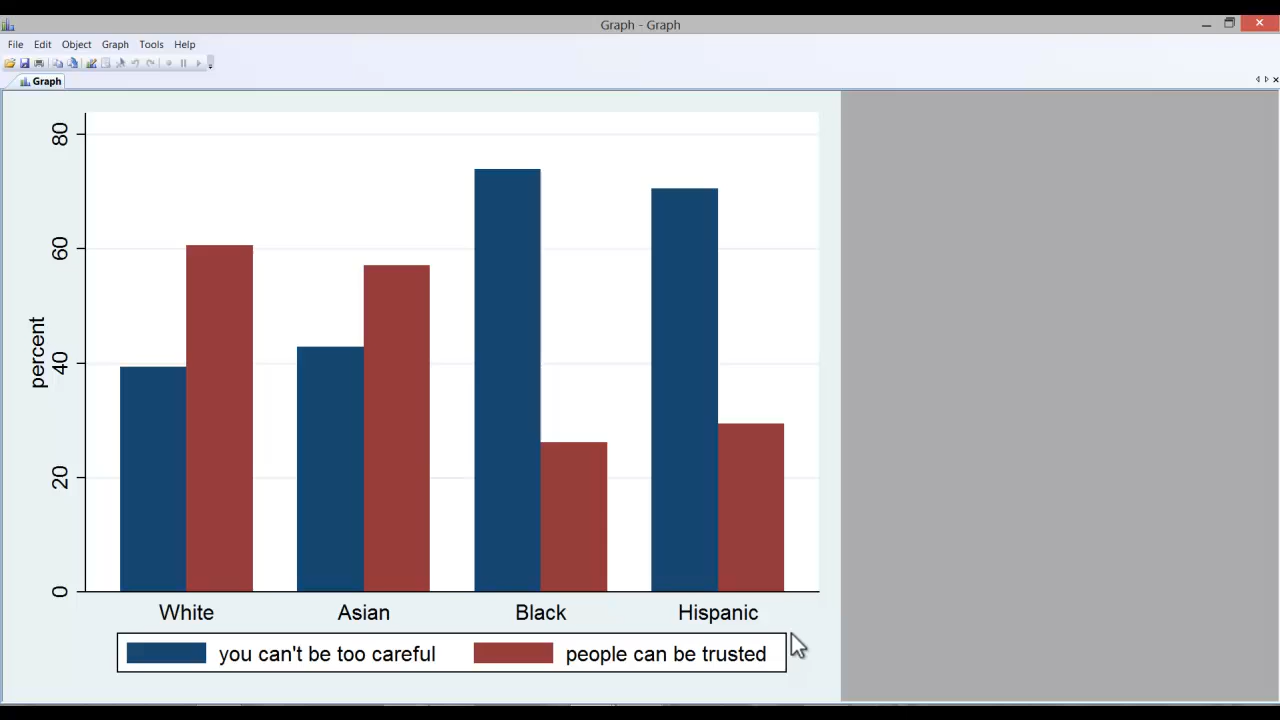 Graph - Graph
File Edit Object Graph Tools Help
Graph
80
60
40
20
0
percent
White Asian Black Hispanic
you can't be too careful people can be trusted